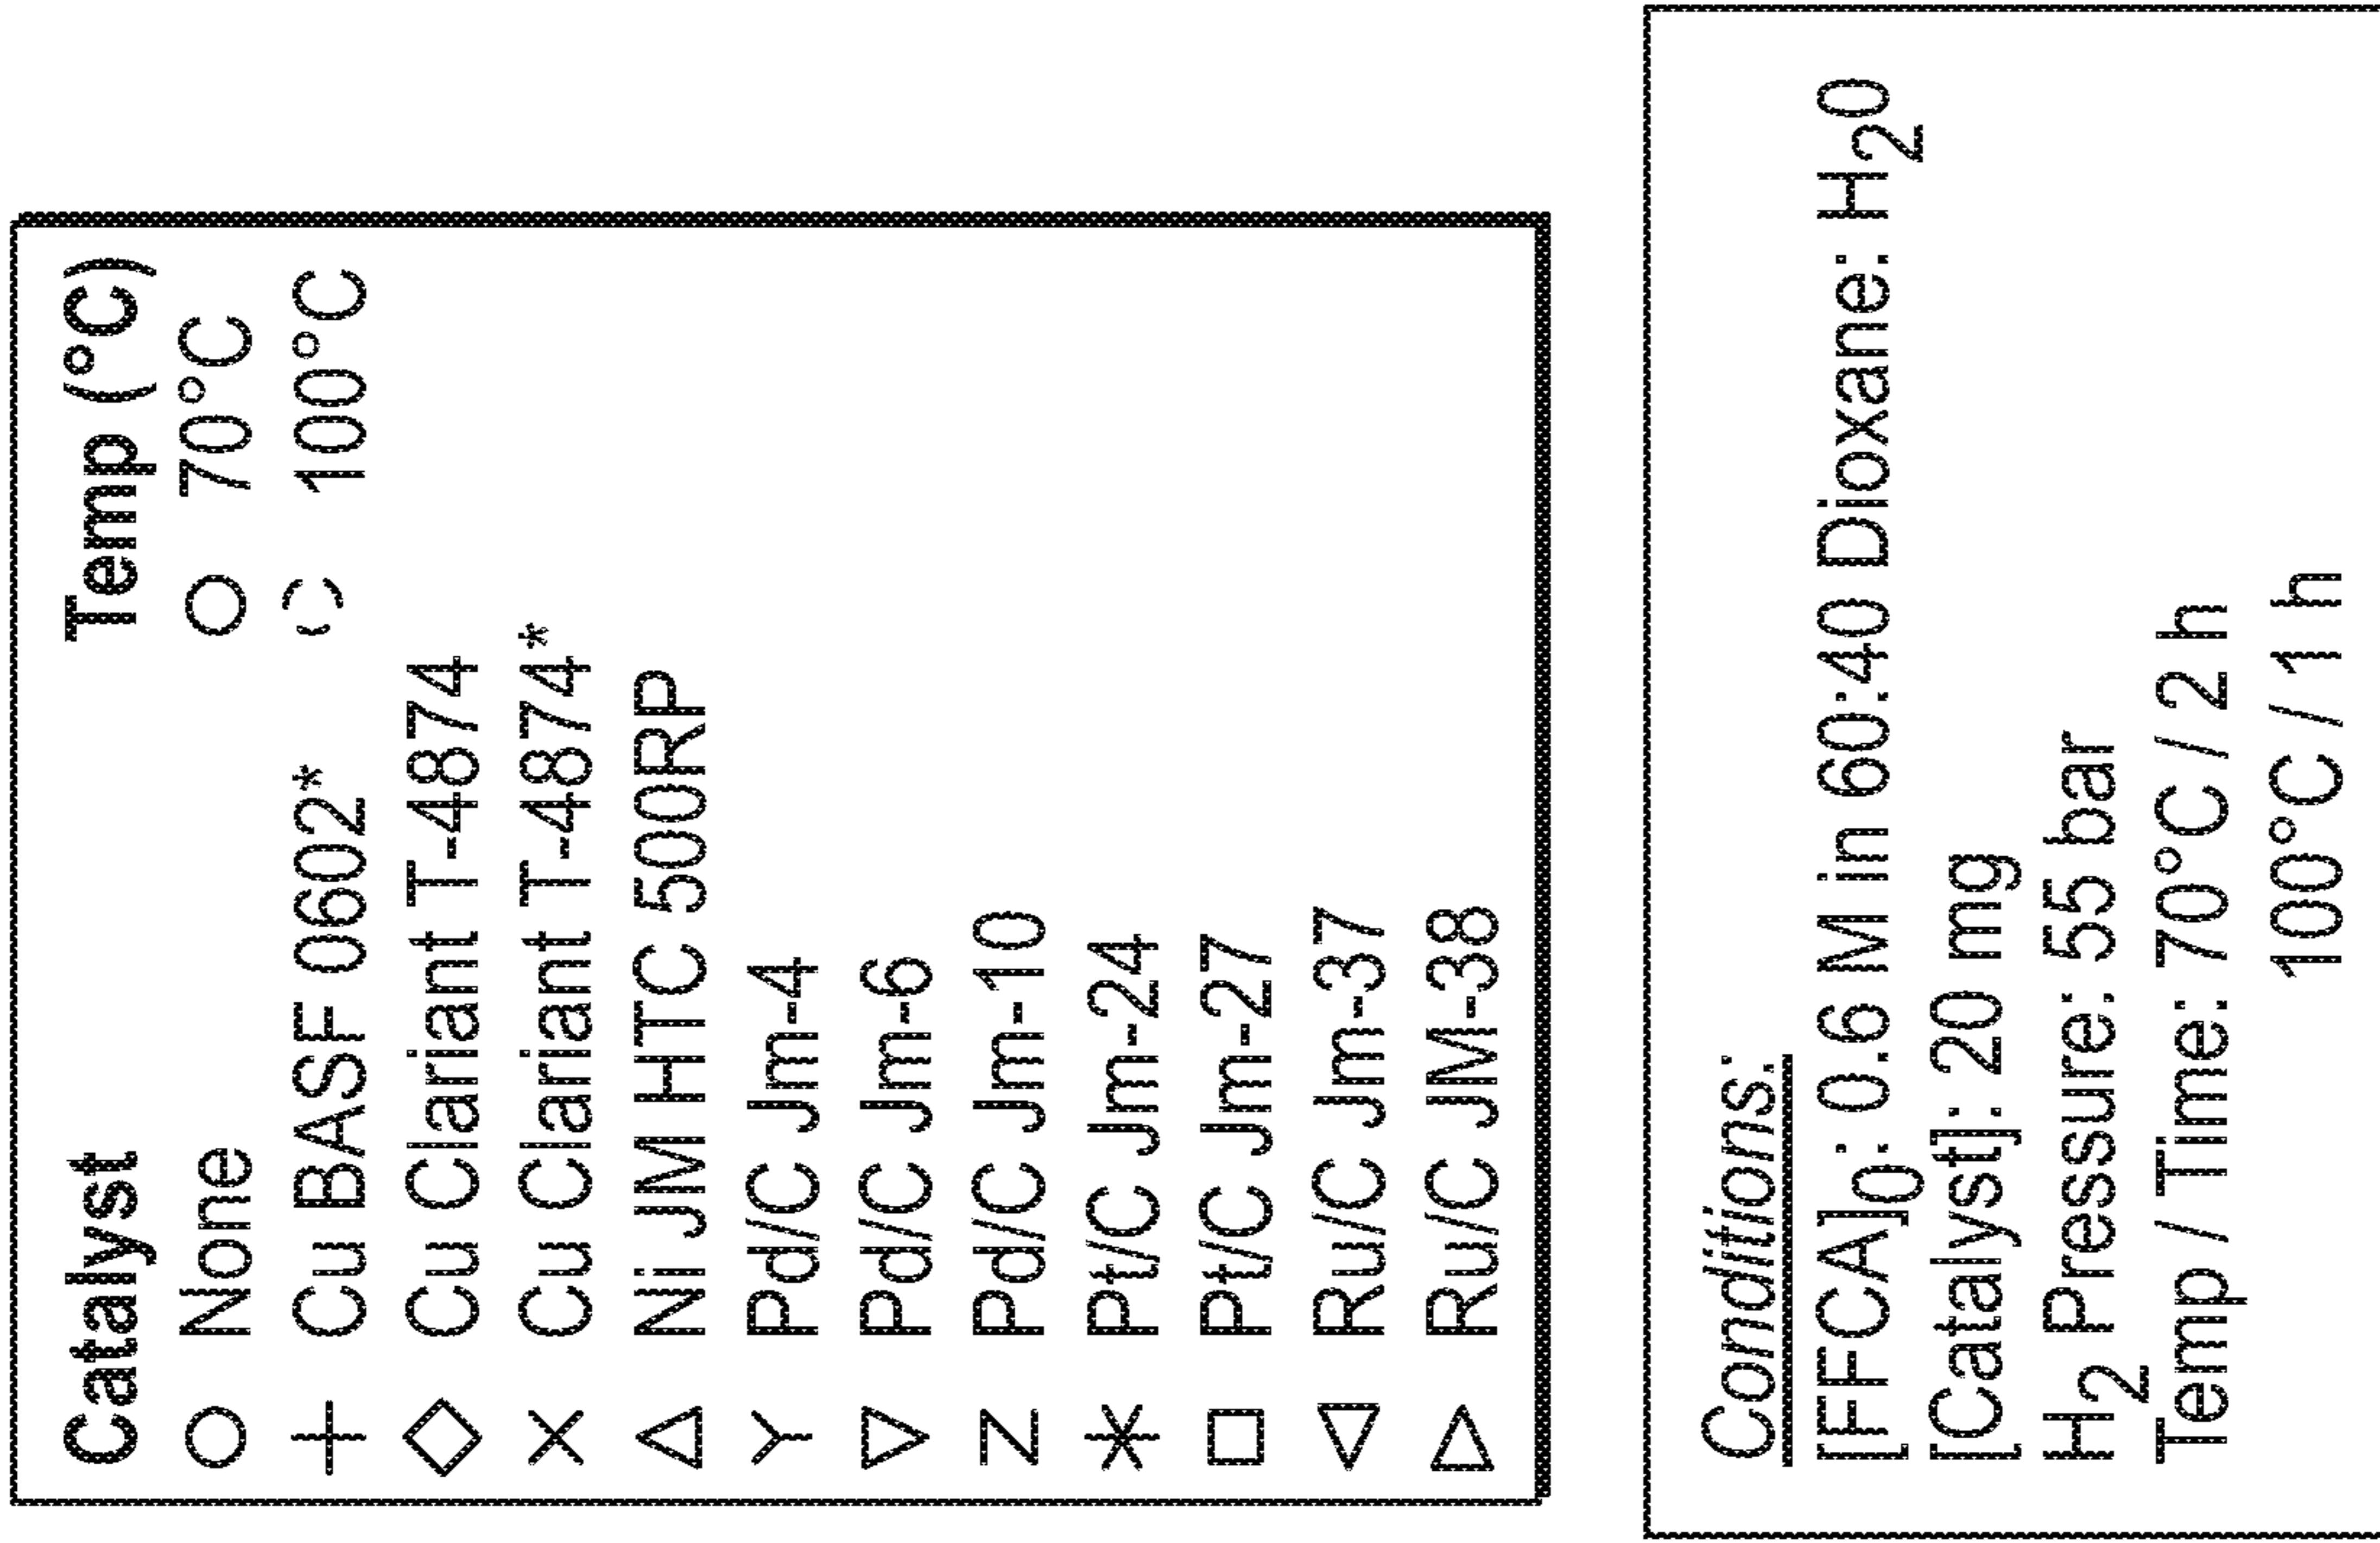 Catalyst Temp (°C)
None 70°C
Cu BASF 0602* 100°C
Cu Clariant T-4874
Cu Clariant T-4874*
Ni JM HTC 500RP
Pd/C Jm-4
Pd/C Jm-6
Pd/C Jm-10
Pt/C Jm-24
Pt/C Jm-27
Ru/C Jm-37
Ru/C JM-38
Conditions:
[FFCA]0: 0.6 M in 60:40 Dioxane: H20
[Catalyst]: 20 mg
H2 Pressure: 55 bar
Temp / Time: 70°C / 2 h
100°C / 1 h